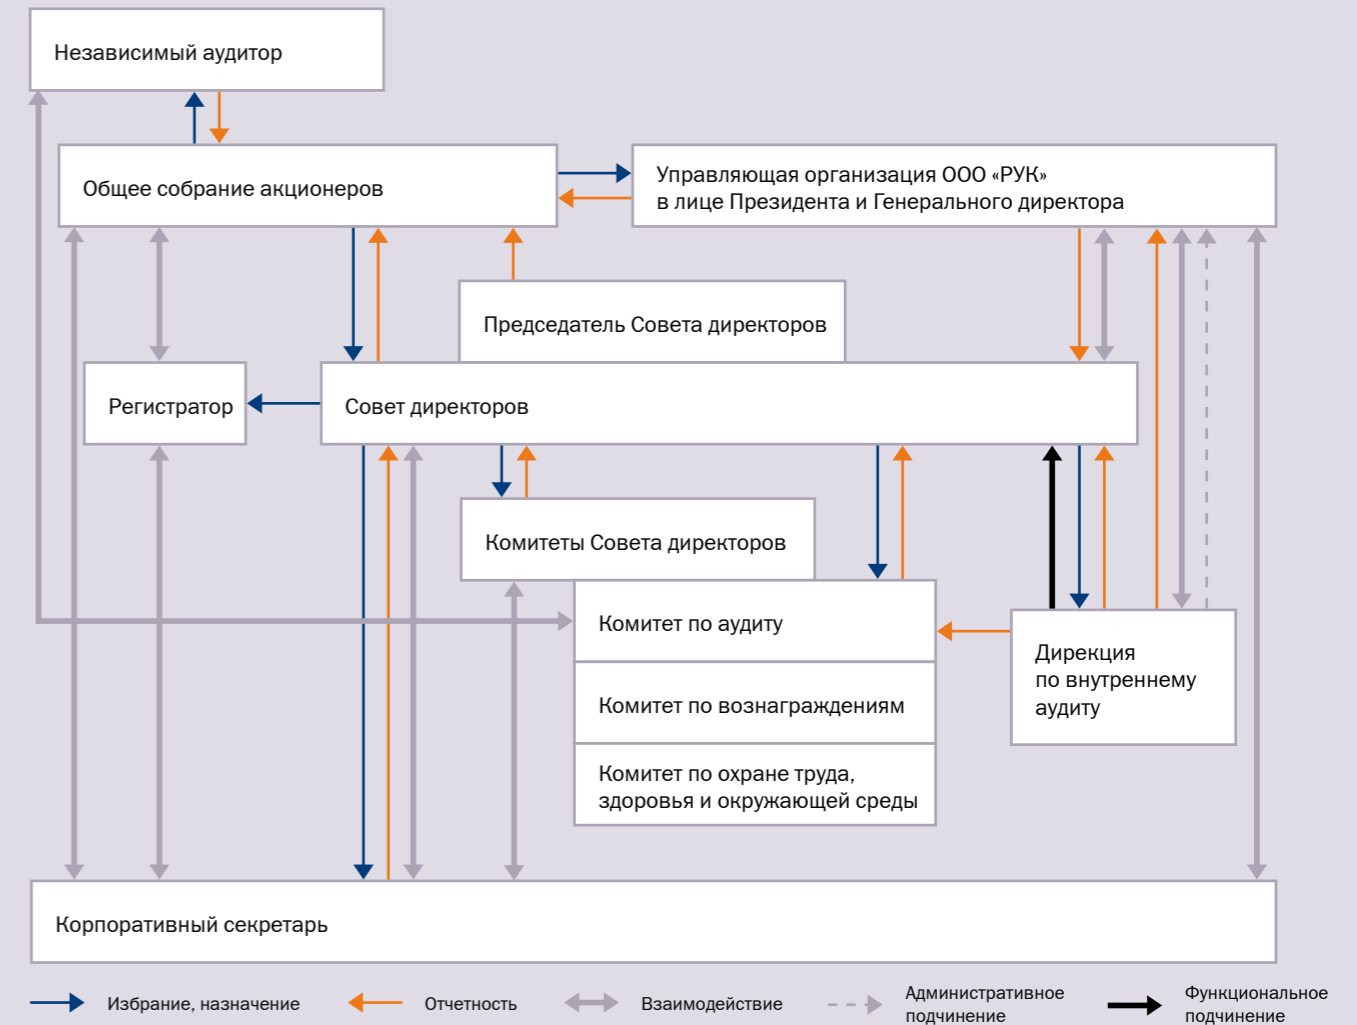 Независимый аудитор
Общее собрание акционеров
Управляющая организация ООО «РУК»
в лице Президента и Генерального директора
Председатель Совета директоров
Регистратор
Совет директоров
Комитеты Совета директоров
Комитет по аудиту
Дирекция
по внутреннему
аудиту
Комитет по вознаграждениям
Комитет по охране труда,
здоровья и окружающей среды
Корпоративный секретарь
Избрание, назначение
Отчетность
Взаимодействие
Административное
подчинение
Функциональное
подчинение